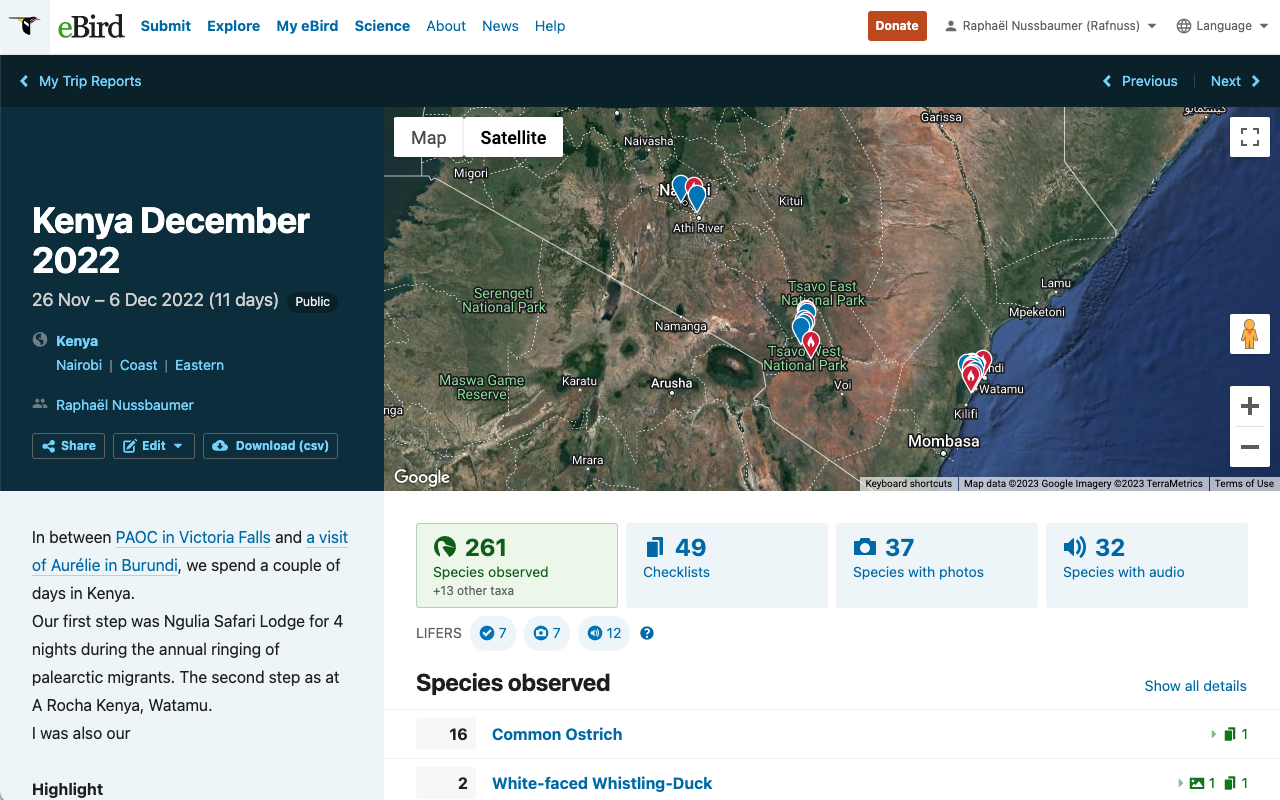 eBird Submit Explore My eBird Science About News Help Donate Raphaël Nussbaumer (Rafnuss) Language
My Trip Reports Previous Next
Kenya December
2022
26 Nov – 6 Dec 2022 (11 days) Public
Kenya
Nairobi | Coast | Eastern
Raphaël Nussbaumer
Share Edit Download (csv)
Map Satellite
كيسمايو
Garissa
Naivasha
Migori
Kitui
Athi River
Lamu
Mpeketoni
Tsavo East
National Park
Serengeti
National Park
Namanga
Tsavo West
National Park
Maswa Game
Reserve
Karatu
Arusha
Voi
Watamu
Kilifi
Mombasa
Mrara
Google
Keyboard shortcuts Map data ©2023 Google Imagery ©2023 TerraMetrics Terms of Use
In between PAOC in Victoria Falls and a visit
of Aurélie in Burundi, we spend a couple of
days in Kenya.
Our first step was Ngulia Safari Lodge for 4
nights during the annual ringing of
palearctic migrants. The second step as at
A Rocha Kenya, Watamu.
I was also our
Highlight
261
Species observed
+13 other taxa
49
Checklists
37
Species with photos
32
Species with audio
LIFERS 7 7 12 ?
Species observed Show all details
16 Common Ostrich 1
2 White-faced Whistling-Duck 1 1